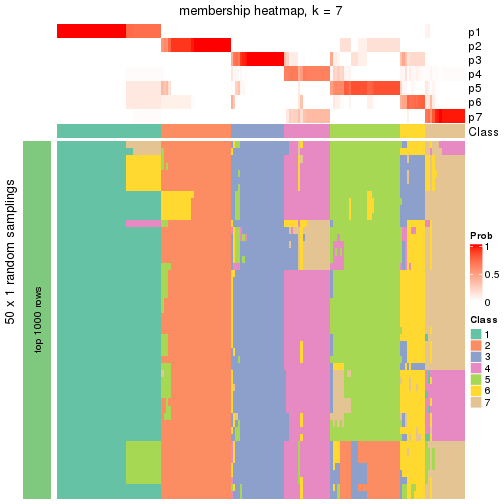 membership heatmap, k = 7
p1
p2
p3
p4
p5
p6
p7
Class
50 x 1 random samplings
top 1000 rows
Prob
1
0.5
0
Class
1
2
3
4
5
6
7